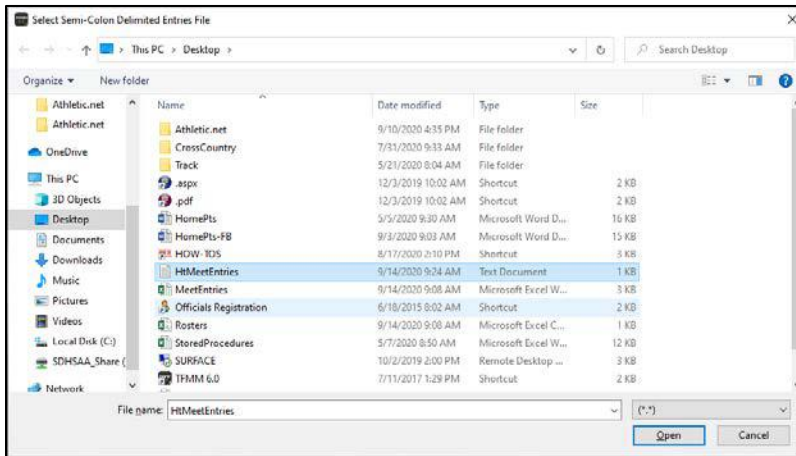 Select Semi-Colon Delimited Entries File
This PC > Desktop >
Search Desktop
Organize New folder
Name Date modified Type Size
Athletic.net
Athletic.net
OneDrive
This PC
3D Objects
Desktop
Documents
Downloads
Music
Pictures
Videos
Local Disk (C:)
SDHSAA_Share (
Network
Athletic.net 9/10/2020 4:35 PM File folder
CrossCountry 7/31/2020 9:33 AM File folder
Track 5/21/2020 8:04 AM File folder
.aspx 12/3/2019 10:02 AM Shortcut 2 KB
.pdf 12/3/2019 10:02 AM Shortcut 2 KB
HomePts 5/5/2020 9:30 AM Microsoft Word D... 16 KB
HomePts-FB 9/3/2020 9:03 AM Microsoft Word D... 15 KB
HOW-TOS 8/17/2020 2:10 PM Shortcut 3 KB
HtMeetEntries 9/14/2020 9:24 AM Text Document 1 KB
MeetEntries 9/14/2020 9:08 AM Microsoft Excel W... 3 KB
Officials Registration 6/18/2015 8:02 AM Shortcut 2 KB
Rosters 9/14/2020 9:08 AM Microsoft Excel C... 1 KB
StoredProcedures 5/7/2020 8:50 AM Microsoft Excel W... 12 KB
SURFACE 10/2/2019 2:00 PM Remote Desktop ... 3 KB
TFMM 6.0 7/11/2017 1:29 PM Shortcut 2 KB
File name: HtMeetEntries (*.*)
Open Cancel